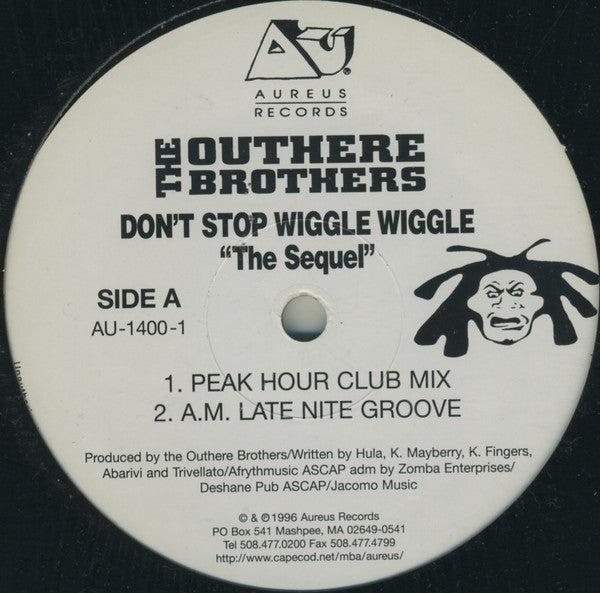 AU®
AUREUS
RECORDS
THE OUTHERE
BROTHERS
DON'T STOP WIGGLE WIGGLE
"The Sequel"
SIDE A
AU-1400-1
1. PEAK HOUR CLUB MIX
2. A.M. LATE NITE GROOVE
Produced by the Outhere Brothers/Written by Hula, K. Mayberry, K. Fingers,
Abarivi and Trivellato/Afrythmusic ASCAP adm by Zomba Enterprises/
Deshane Pub ASCAP/Jacomo Music
© & ℗ 1996 Aureus Records
PO Box 541 Mashpee, MA 02649-0541
Tel 508.477.0200 Fax 508.477.4799
http://www.capecod.net/mba/aureus/